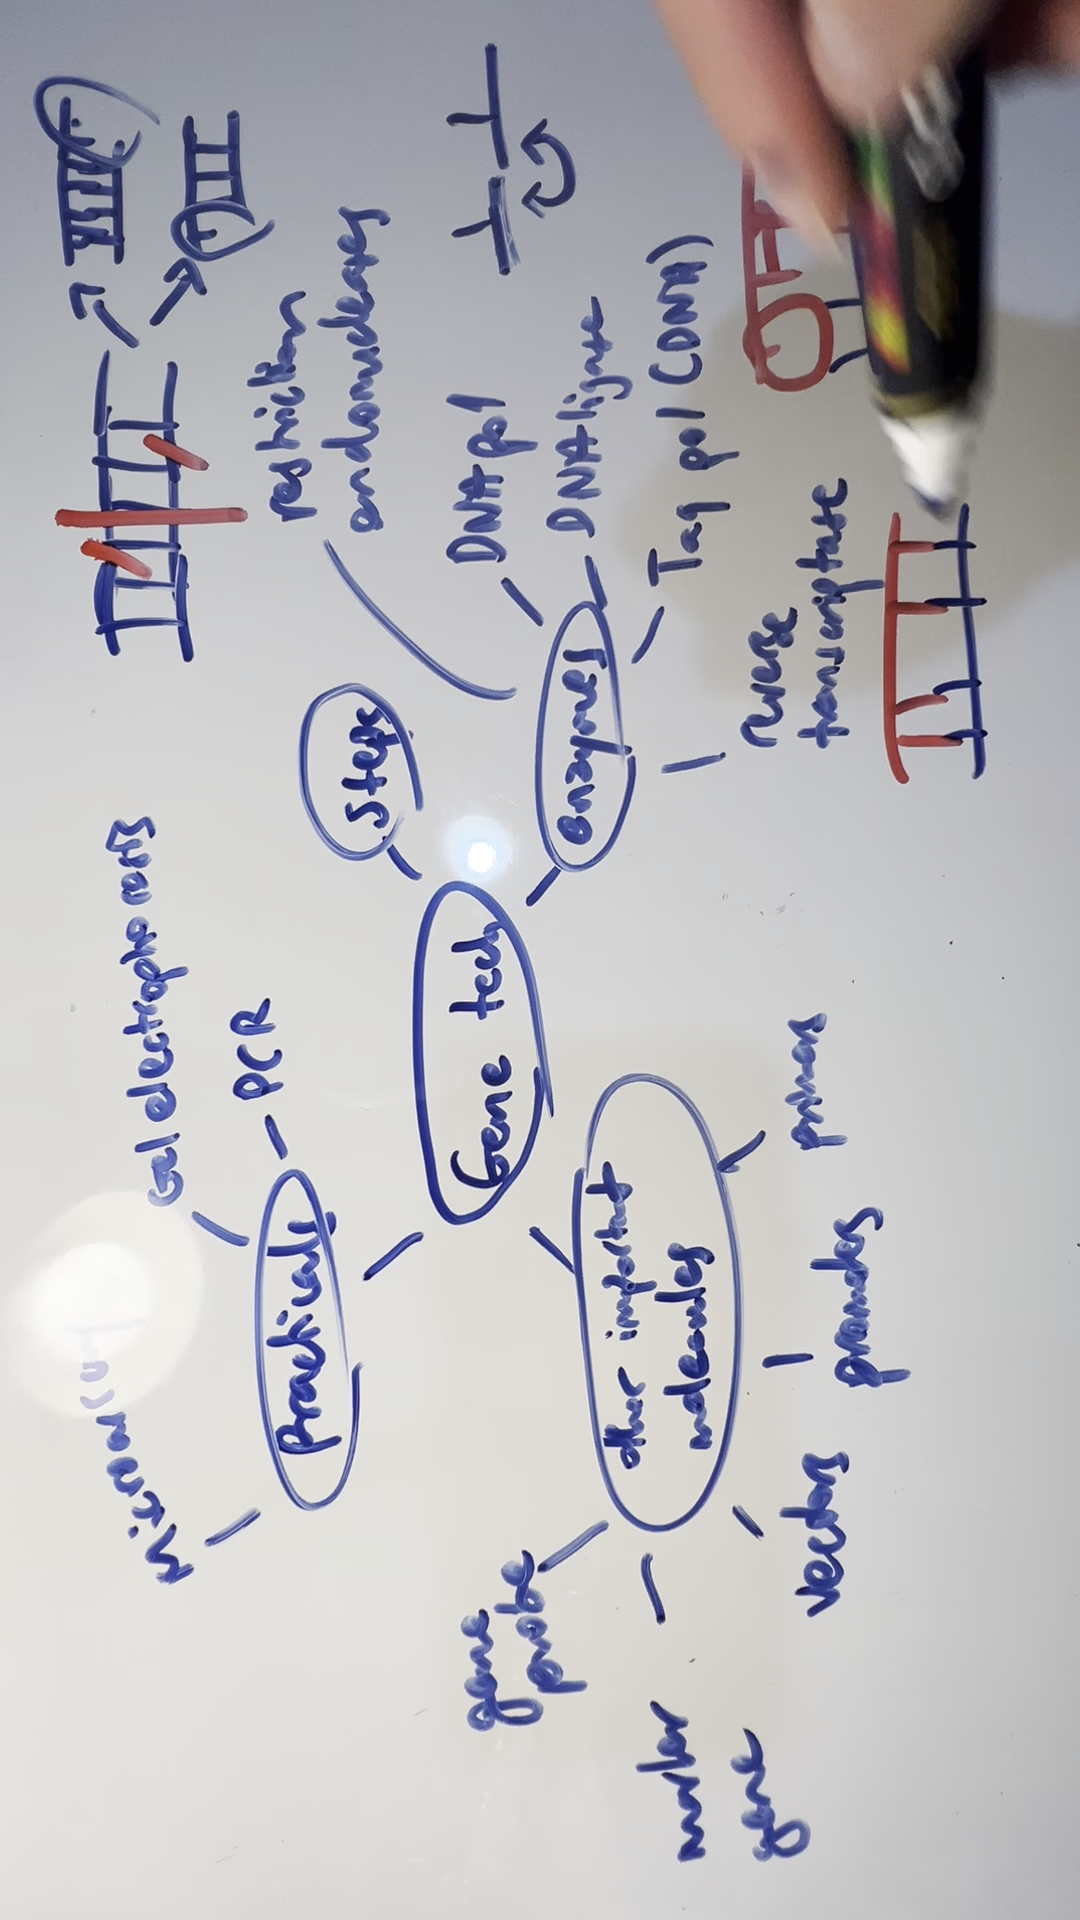 restriction
endonucleases
DNA pol
DNA ligase
Taq pol (DNA)
reverse
transcriptase
Steps
enzymes
Gene tech
Gel electrophoresis
PCR
practicals
Microarray
other important
molecules
primers
promoters
vectors
marker
gene
gene
probe